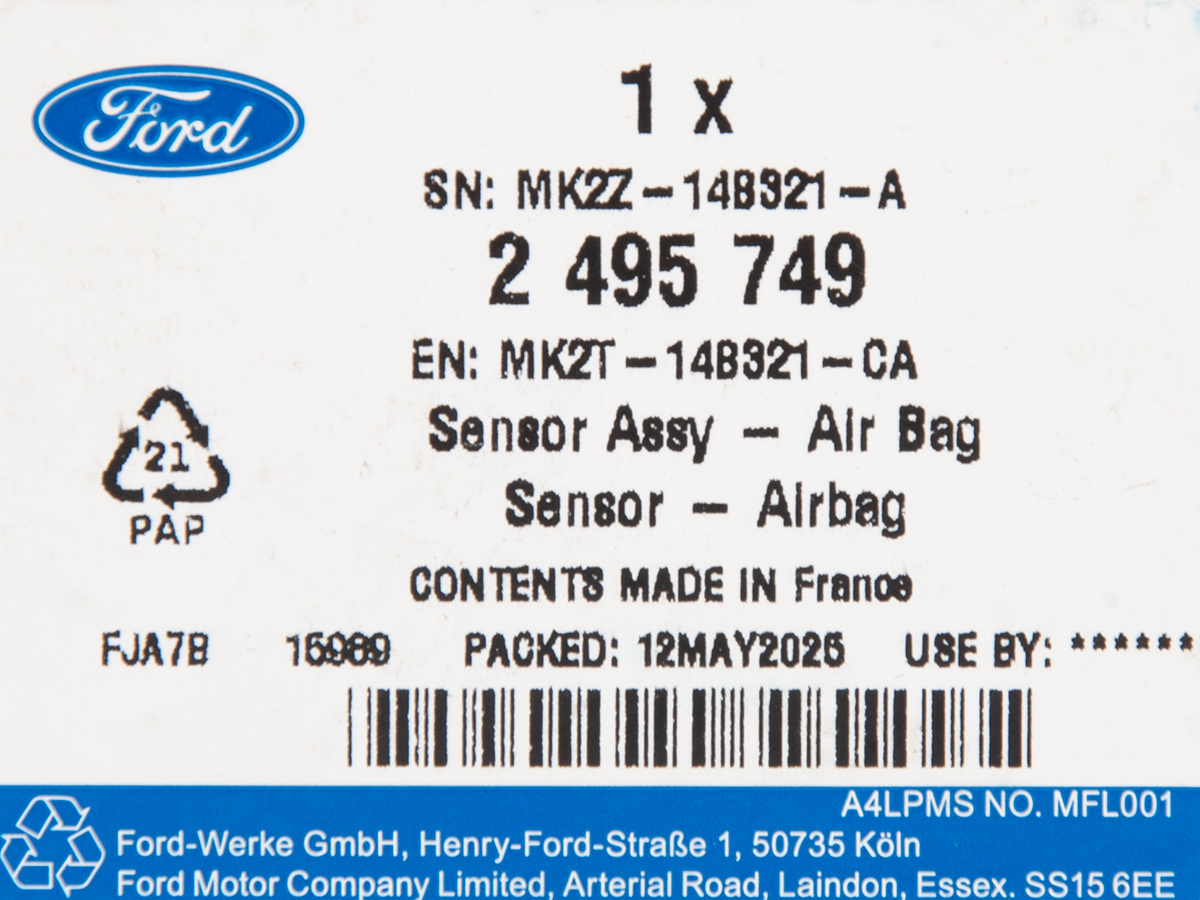 Ford
1 x
SN: MK2Z-14B321-A
2 495 749
EN: MK2T-14B321-CA
Sensor Assy - Air Bag
Sensor - Airbag
21
PAP
CONTENTS MADE IN France
FJA7B 15989 PACKED: 12MAY2025 USE BY: ******
A4LPMS NO. MFL001
Ford-Werke GmbH, Henry-Ford-Straße 1, 50735 Köln
Ford Motor Company Limited, Arterial Road, Laindon, Essex. SS15 6EE